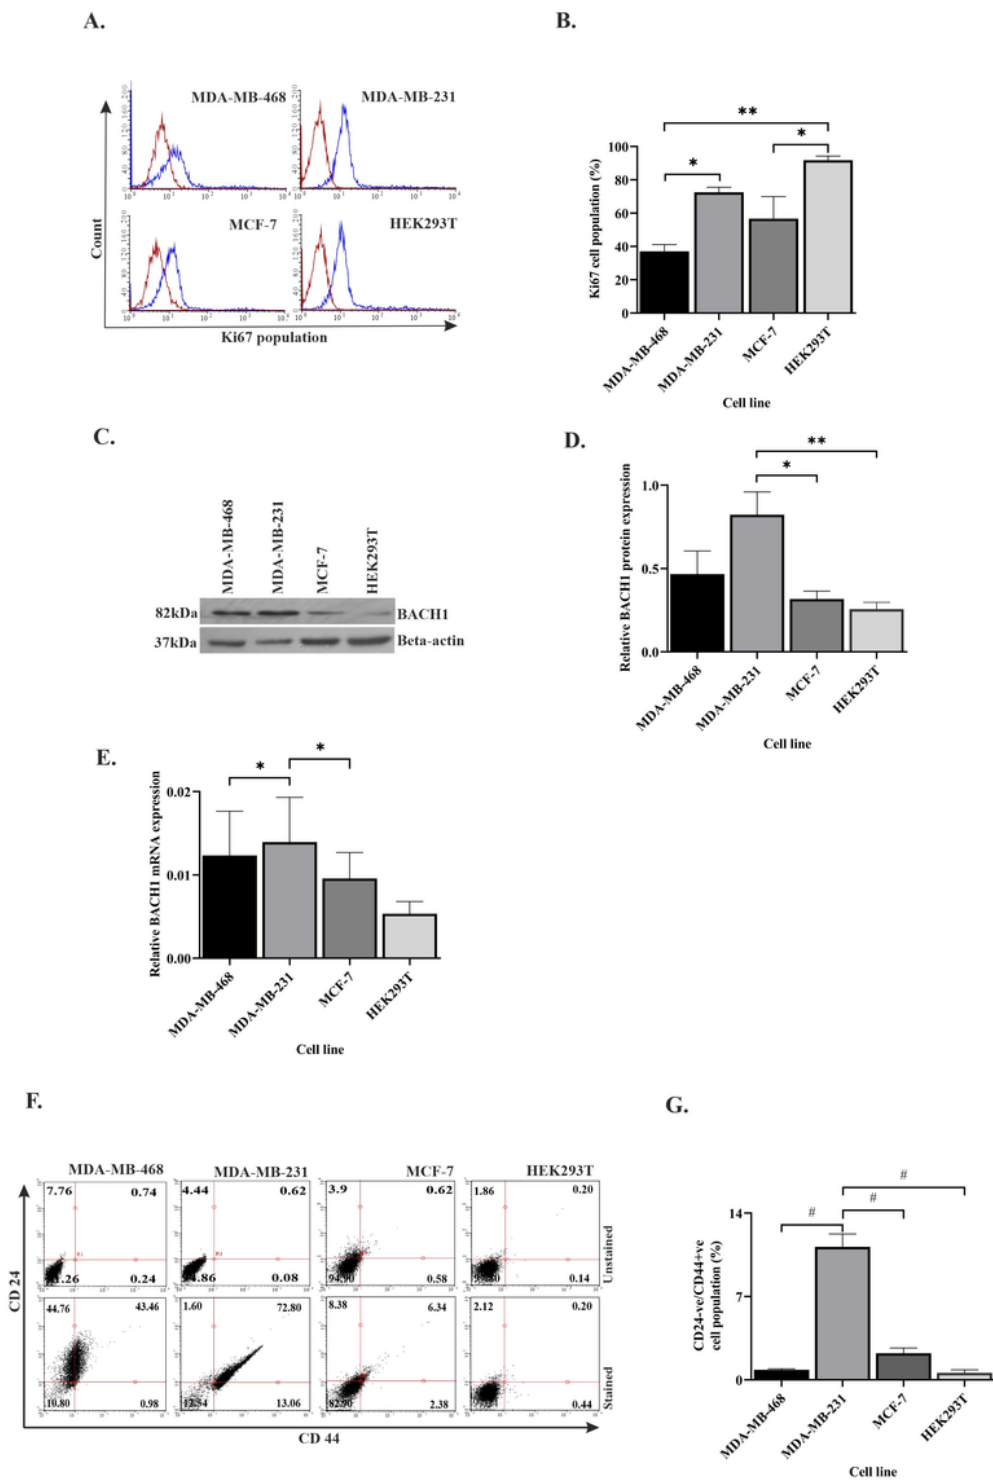 A.
B.
MDA-MB-468
MDA-MB-231
MCF-7
HEK293T
Count
Ki67 population
**
*
*
Ki67 cell population (%)
100
80
60
40
20
0
MDA-MB-468
MDA-MB-231
MCF-7
HEK293T
Cell line
C.
D.
MDA-MB-468
MDA-MB-231
MCF-7
HEK293T
82kDa
BACH1
37kDa
Beta-actin
**
*
Relative BACH1 protein expression
1.0
0.5
0.0
MDA-MB-468
MDA-MB-231
MCF-7
HEK293T
Cell line
E.
*
*
Relative BACH1 mRNA expression
0.02
0.01
0.00
MDA-MB-468
MDA-MB-231
MCF-7
HEK293T
Cell line
F.
G.
MDA-MB-468
MDA-MB-231
MCF-7
HEK293T
7.76 0.74
4.44 0.62
3.9 0.62
1.86 0.20
0.24
0.08
94.90 0.58
0.14
Unstained
44.76 43.46
1.60 72.80
8.38 6.34
2.12 0.20
10.80 0.98
12.54 13.06
82.90 2.38
0.44
Stained
CD 24
CD 44
#
#
#
CD24-ve/CD44+ve
cell population (%)
14
7
0
MDA-MB-468
MDA-MB-231
MCF-7
HEK293T
Cell line